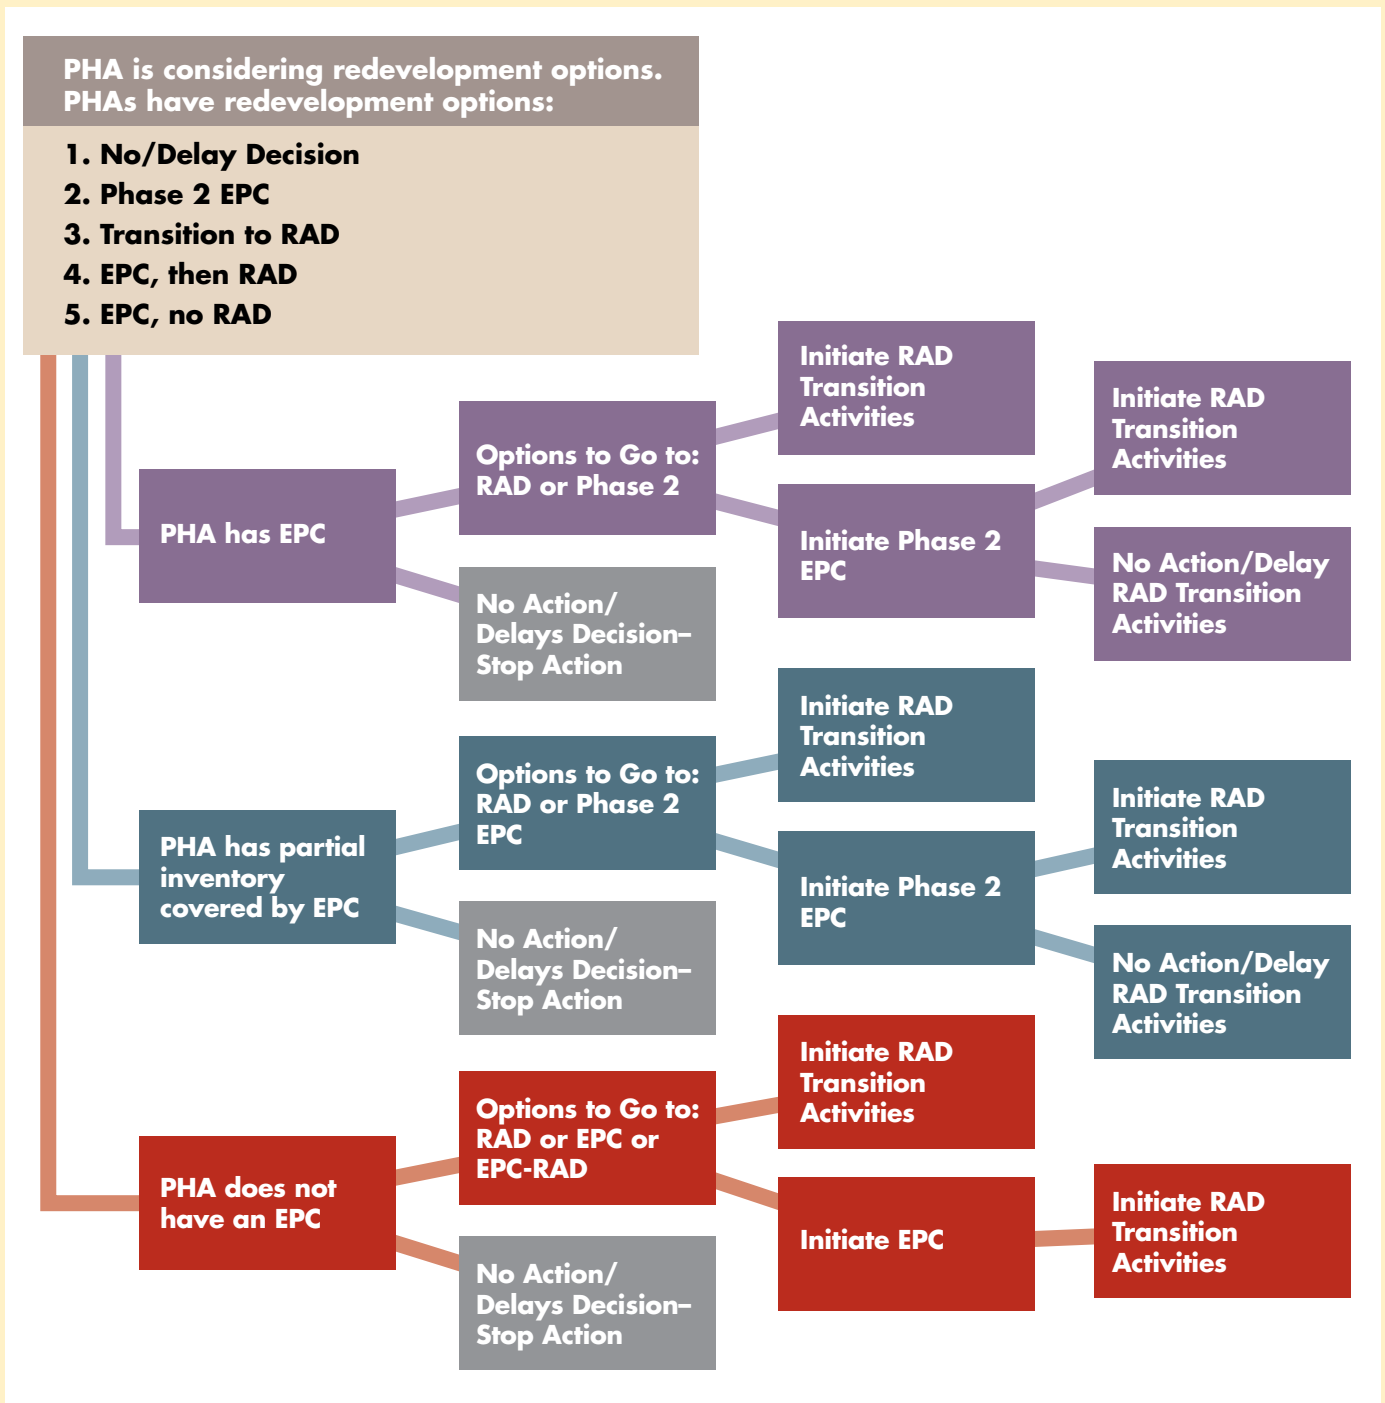 PHA is considering redevelopment options.
PHAs have redevelopment options:
1. No/Delay Decision
2. Phase 2 EPC
3. Transition to RAD
4. EPC, then RAD
5. EPC, no RAD
PHA has EPC
Options to Go to:
RAD or Phase 2
No Action/
Delays Decision–
Stop Action
Initiate RAD
Transition
Activities
Initiate Phase 2
EPC
Initiate RAD
Transition
Activities
No Action/Delay
RAD Transition
Activities
PHA has partial
inventory
covered by EPC
Options to Go to:
RAD or Phase 2
EPC
No Action/
Delays Decision–
Stop Action
Initiate RAD
Transition
Activities
Initiate Phase 2
EPC
Initiate RAD
Transition
Activities
No Action/Delay
RAD Transition
Activities
PHA does not
have an EPC
Options to Go to:
RAD or EPC or
EPC-RAD
No Action/
Delays Decision–
Stop Action
Initiate RAD
Transition
Activities
Initiate EPC
Initiate RAD
Transition
Activities